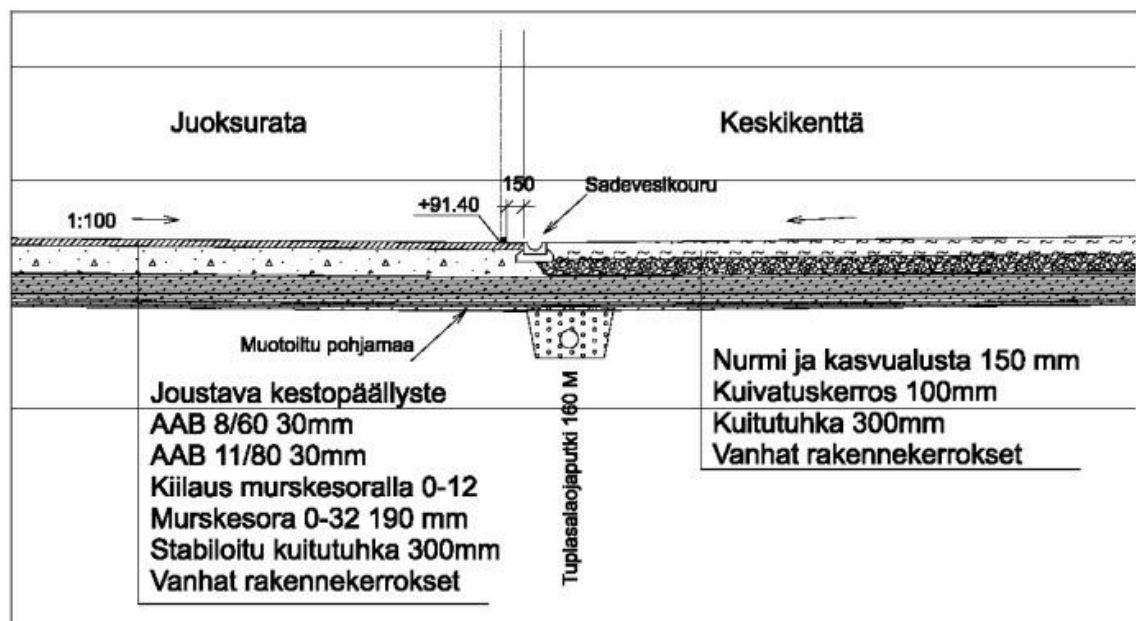 Juoksurata
Keskikenttä
150
Sadevesikouru
+91.40
1:100
Muotoiltu pohjamaa
Joustava kestopäällyste
AAB 8/60 30mm
AAB 11/80 30mm
Kiilaus murskesoralla 0-12
Murskesora 0-32 190 mm
Stabiloitu kuitutuhka 300mm
Vanhat rakennekerrokset
Tuplasalaojaputki 160 M
Nurmi ja kasvualusta 150 mm
Kuivatuskerros 100mm
Kuitutuhka 300mm
Vanhat rakennekerrokset